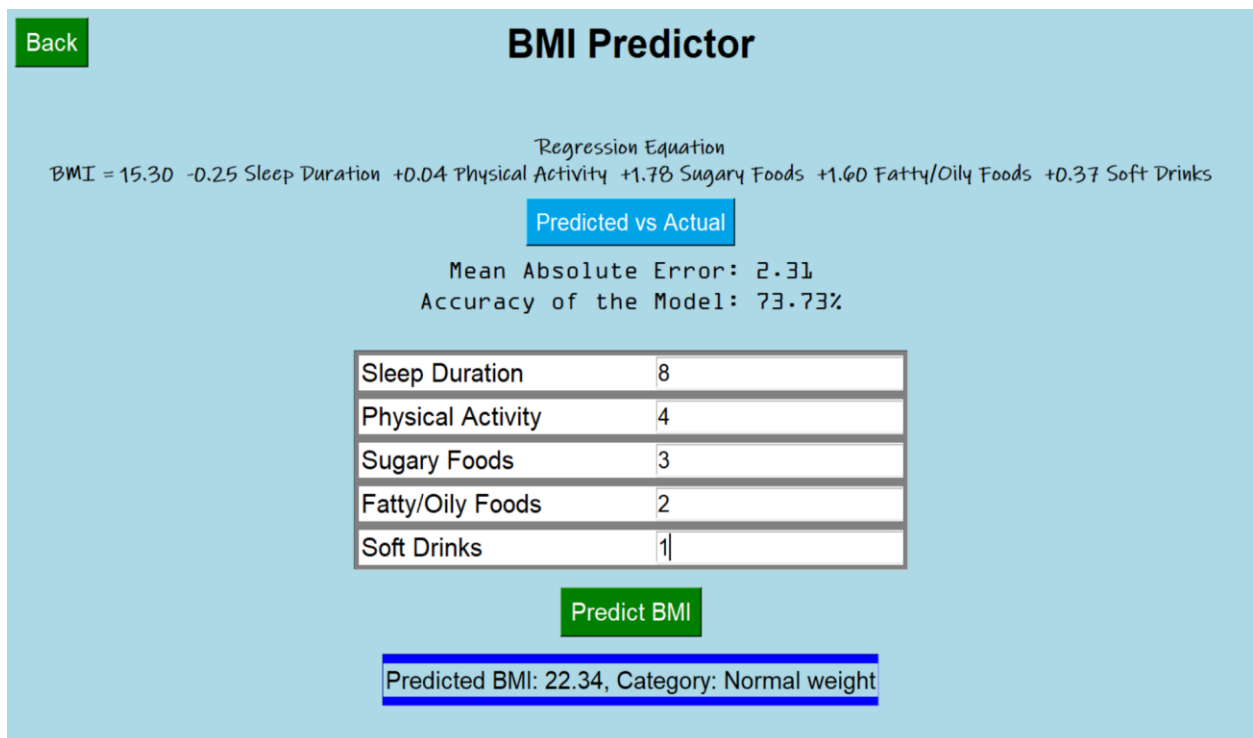 Back
BMI Predictor
Regression Equation
BMI = 15.30 -0.25 Sleep Duration +0.04 Physical Activity +1.78 Sugary Foods +1.60 Fatty/Oily Foods +0.37 Soft Drinks
Predicted vs Actual
Mean Absolute Error: 2.31
Accuracy of the Model: 73.73%
Sleep Duration 8
Physical Activity 4
Sugary Foods 3
Fatty/Oily Foods 2
Soft Drinks 1
Predict BMI
Predicted BMI: 22.34, Category: Normal weight